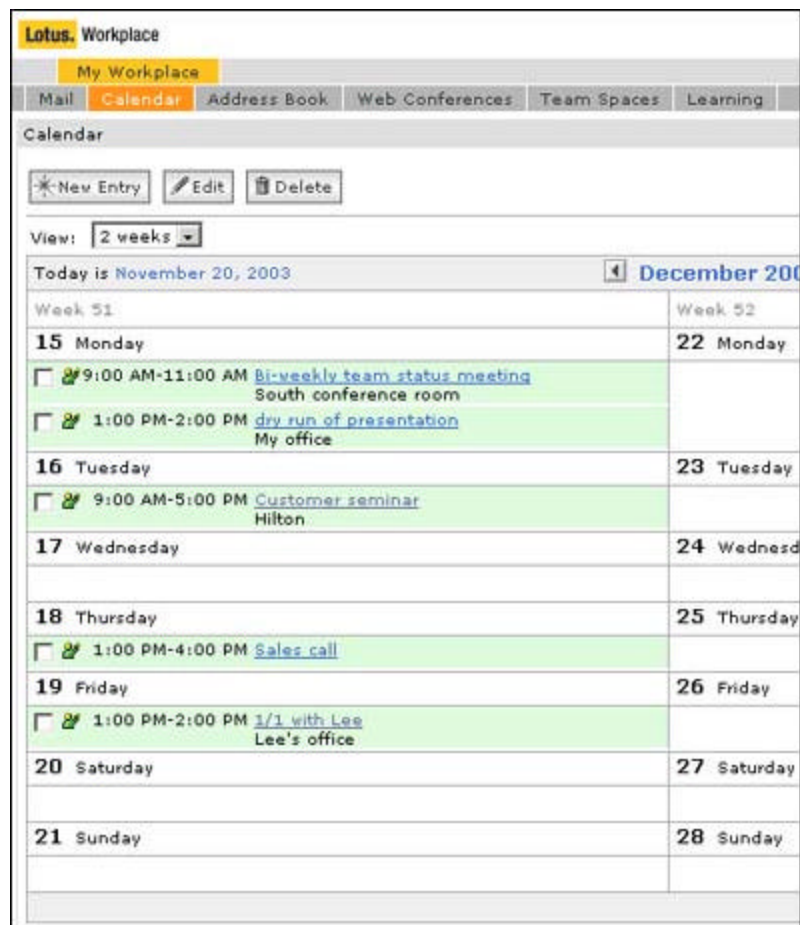 Lotus. Workplace
My Workplace
Mail Calendar Address Book Web Conferences Team Spaces Learning
Calendar
New Entry Edit Delete
View: 2 weeks
Today is November 20, 2003 December 200
Week 51 Week 52
15 Monday 22 Monday
9:00 AM-11:00 AM Bi-weekly team status meeting
South conference room
1:00 PM-2:00 PM dry run of presentation
My office
16 Tuesday 23 Tuesday
9:00 AM-5:00 PM Customer seminar
Hilton
17 Wednesday 24 Wednesd
18 Thursday 25 Thursday
1:00 PM-4:00 PM Sales call
19 Friday 26 Friday
1:00 PM-2:00 PM 1/1 with Lee
Lee's office
20 Saturday 27 Saturday
21 Sunday 28 Sunday